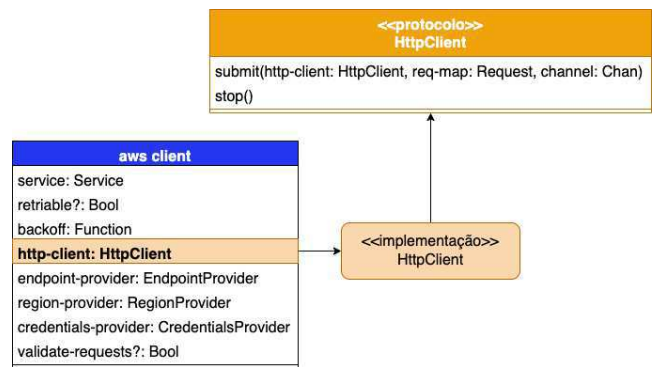 <<protocolo>>
HttpClient
submit(http-client: HttpClient, req-map: Request, channel: Chan)
stop()
aws client
service: Service
retriable?: Bool
backoff: Function
http-client: HttpClient
endpoint-provider: EndpointProvider
region-provider: RegionProvider
credentials-provider: CredentialsProvider
validate-requests?: Bool
<<implementação>>
HttpClient